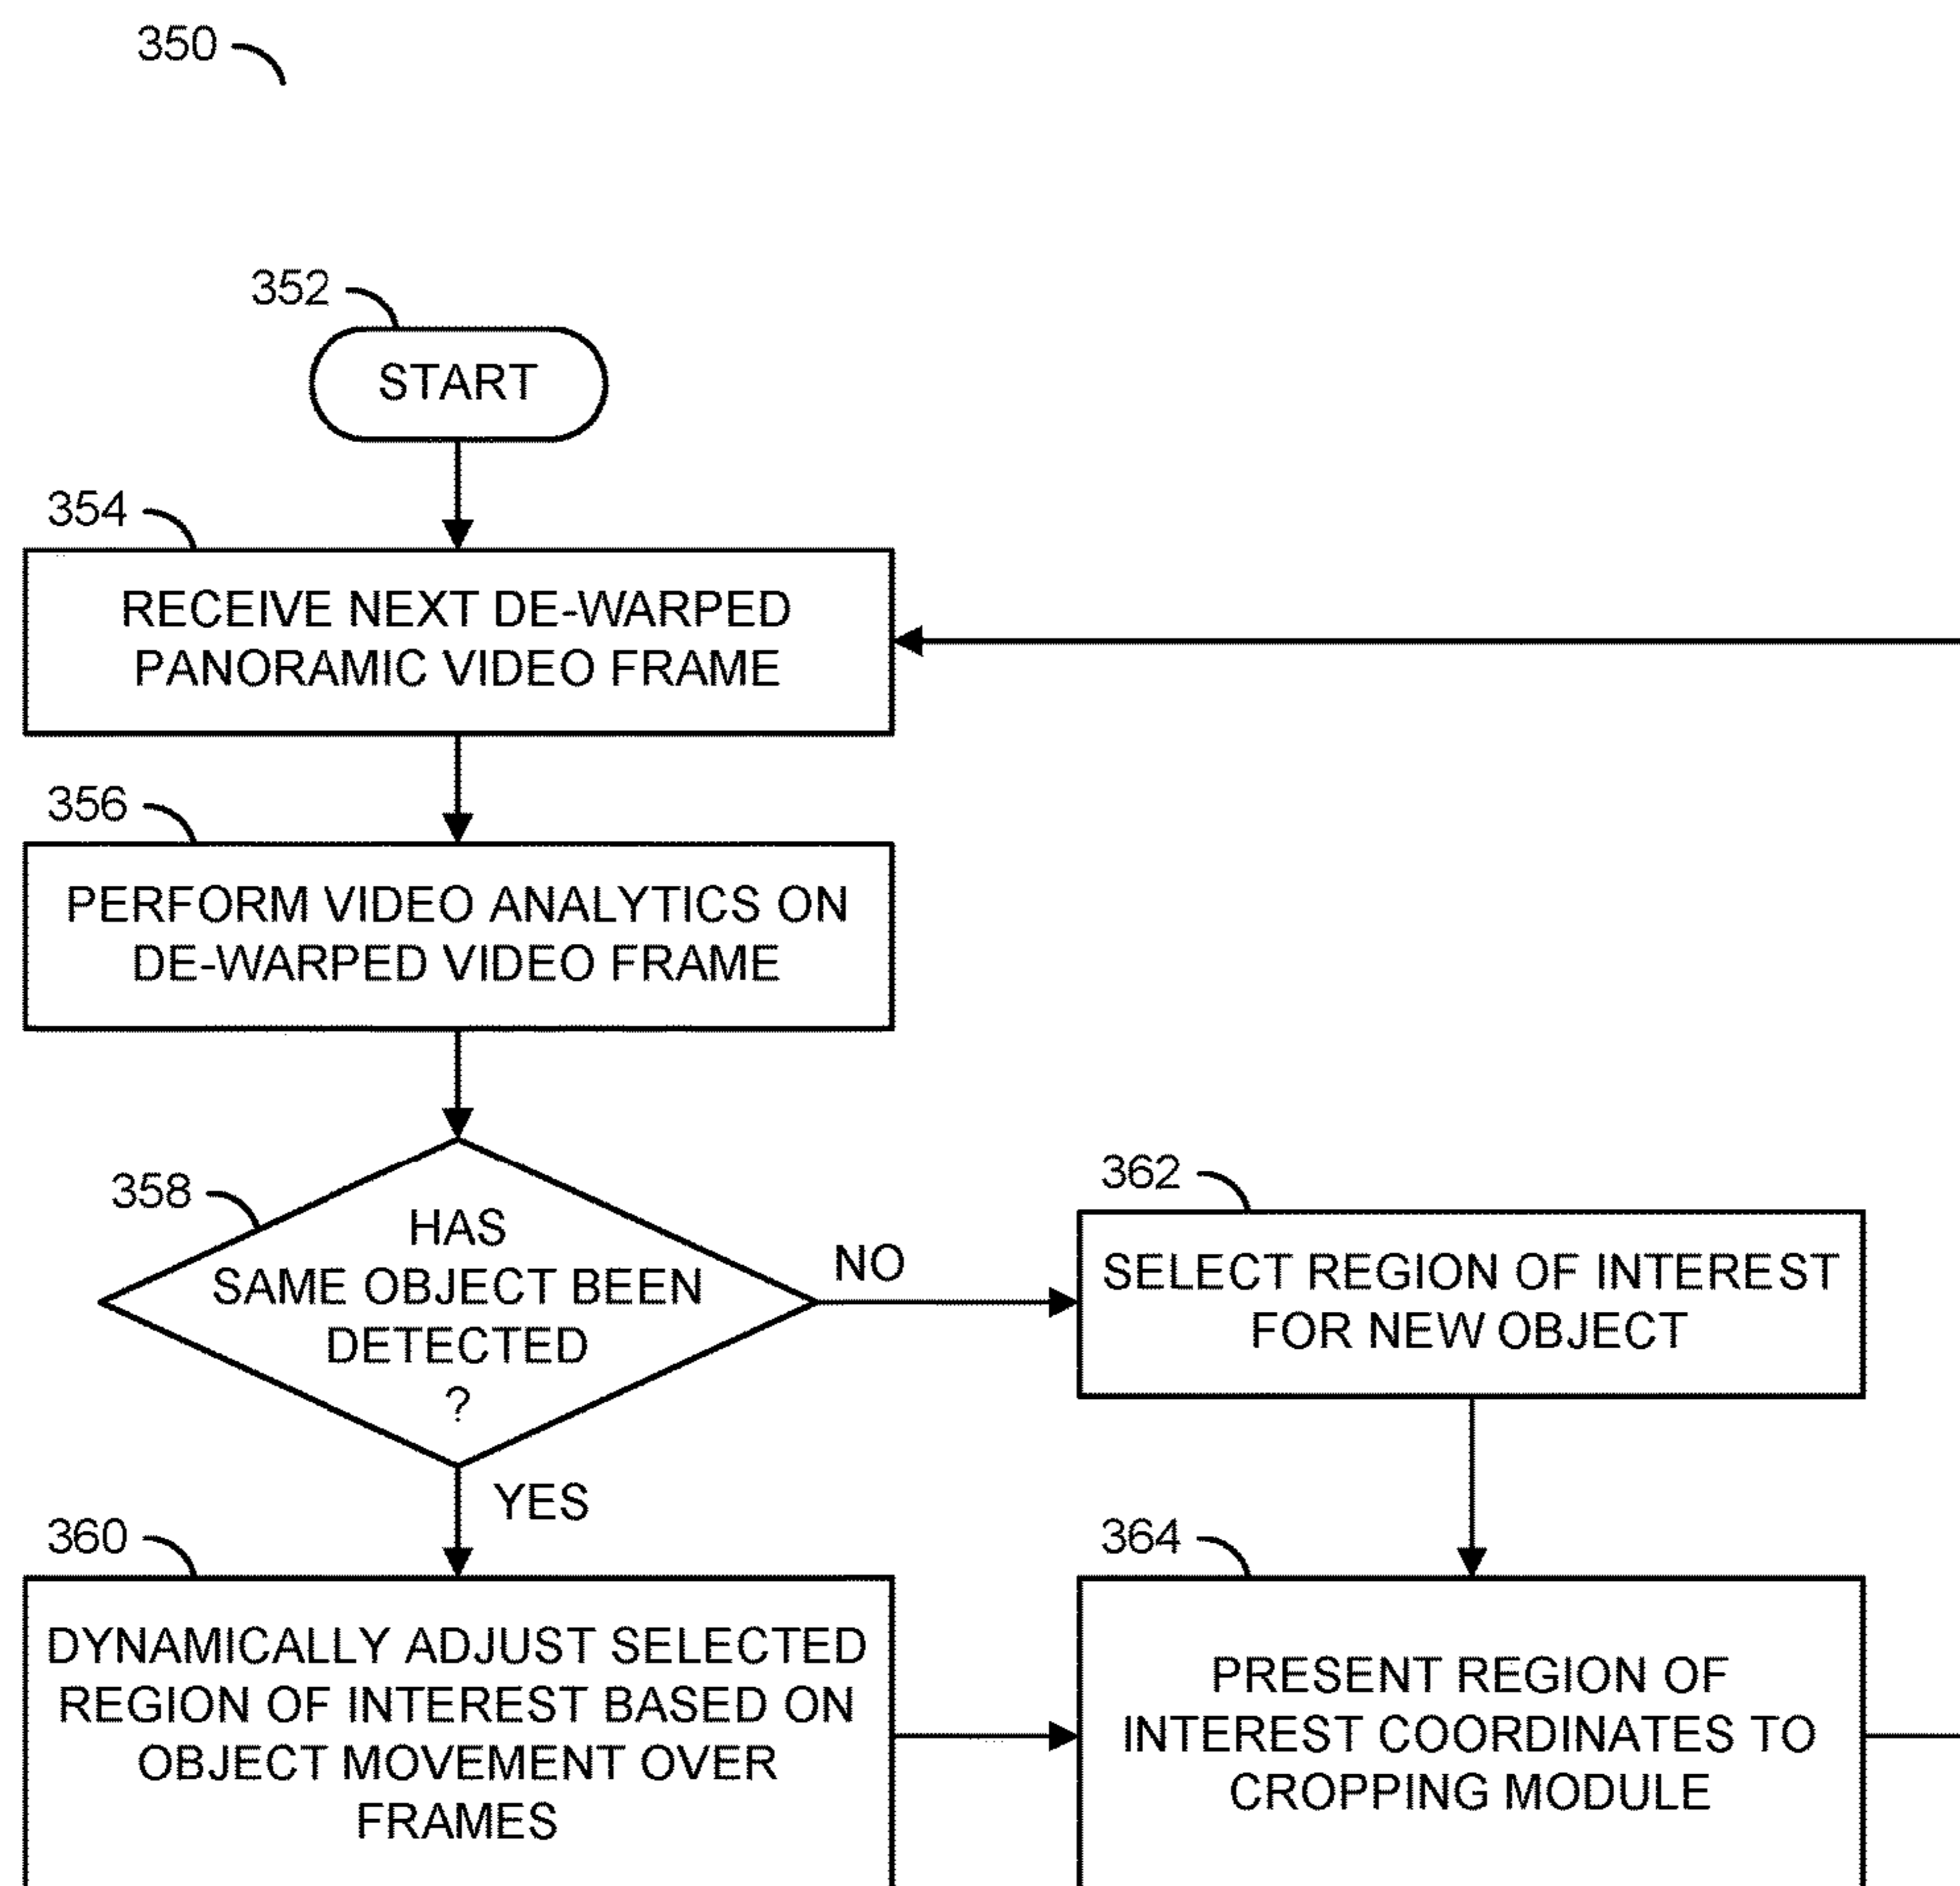 350
352
START
354
RECEIVE NEXT DE-WARPED
PANORAMIC VIDEO FRAME
356
PERFORM VIDEO ANALYTICS ON
DE-WARPED VIDEO FRAME
358
HAS
SAME OBJECT BEEN
DETECTED
?
NO
362
SELECT REGION OF INTEREST
FOR NEW OBJECT
YES
360
DYNAMICALLY ADJUST SELECTED
REGION OF INTEREST BASED ON
OBJECT MOVEMENT OVER
FRAMES
364
PRESENT REGION OF
INTEREST COORDINATES TO
CROPPING MODULE